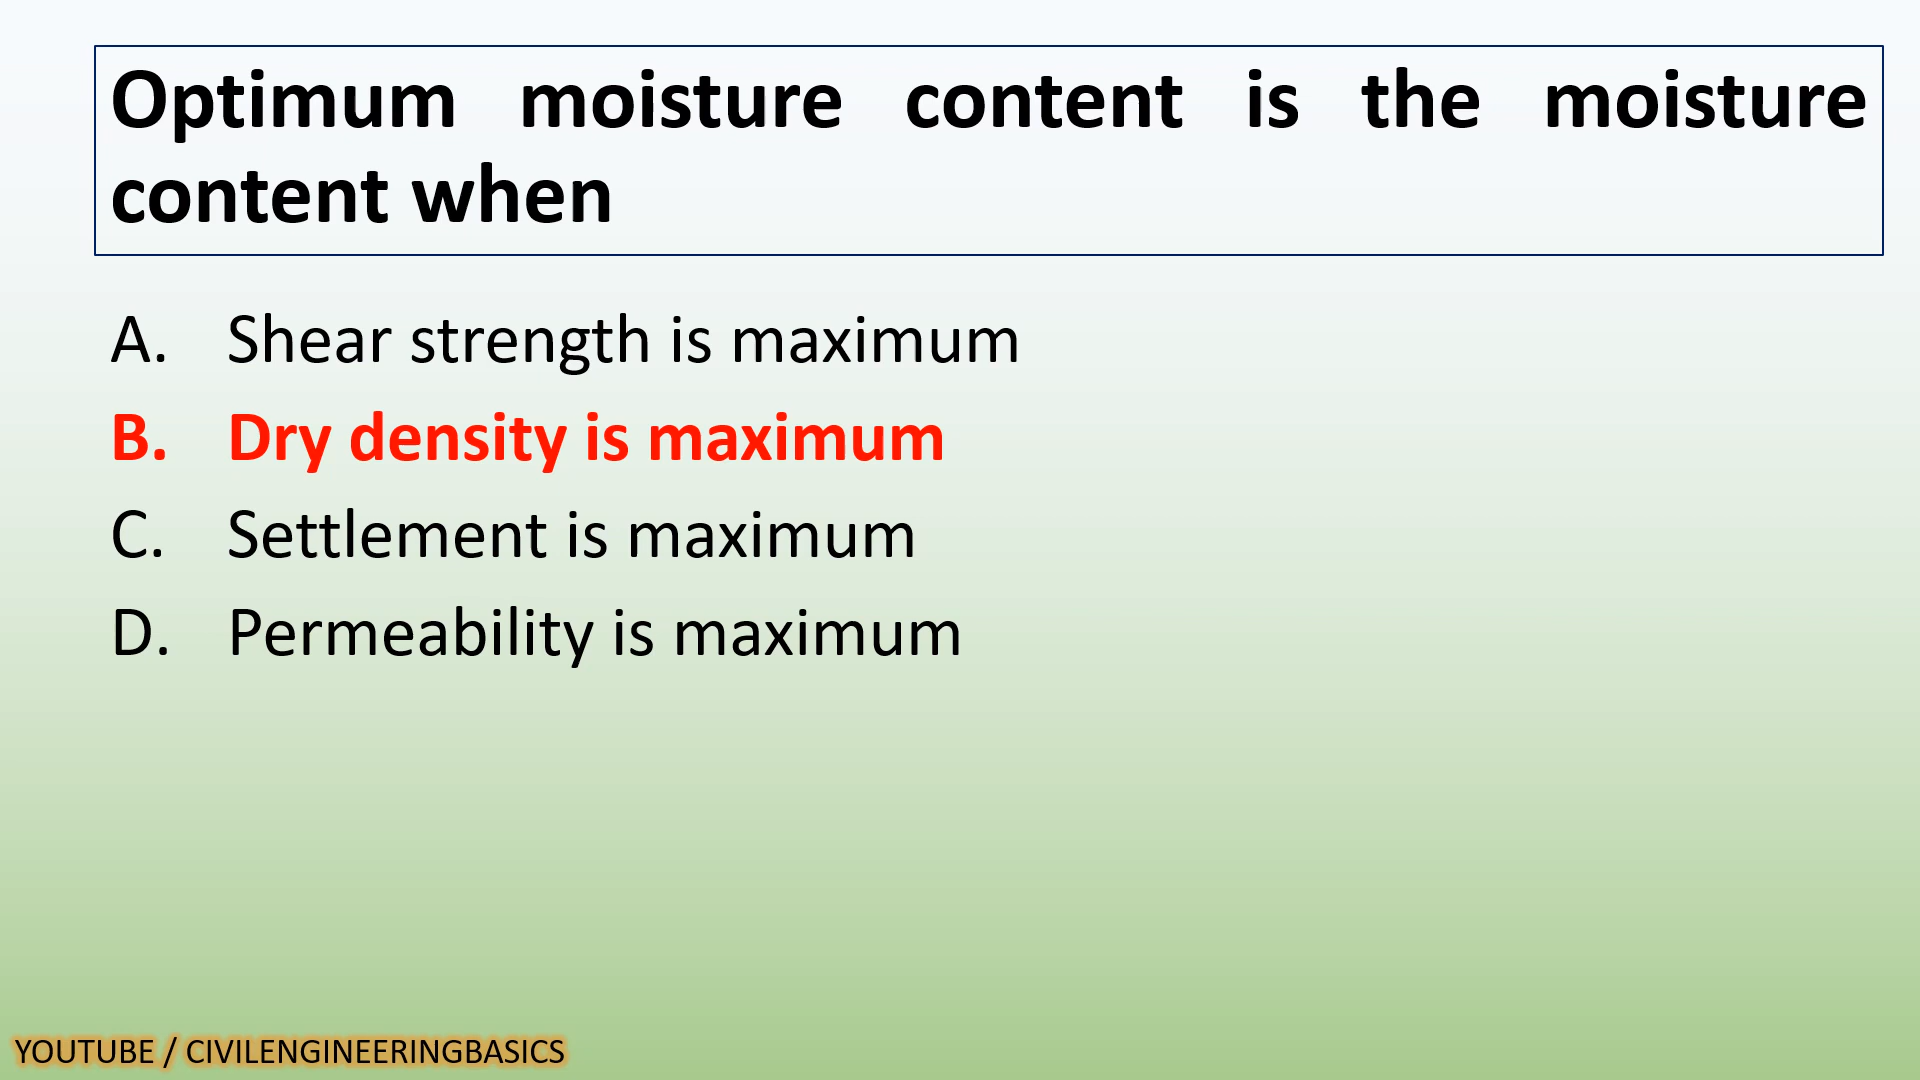 Optimum moisture content is the moisture
content when
A. Shear strength is maximum
B. Dry density is maximum
C. Settlement is maximum
D. Permeability is maximum
YOUTUBE / CIVILENGINEERINGBASICS